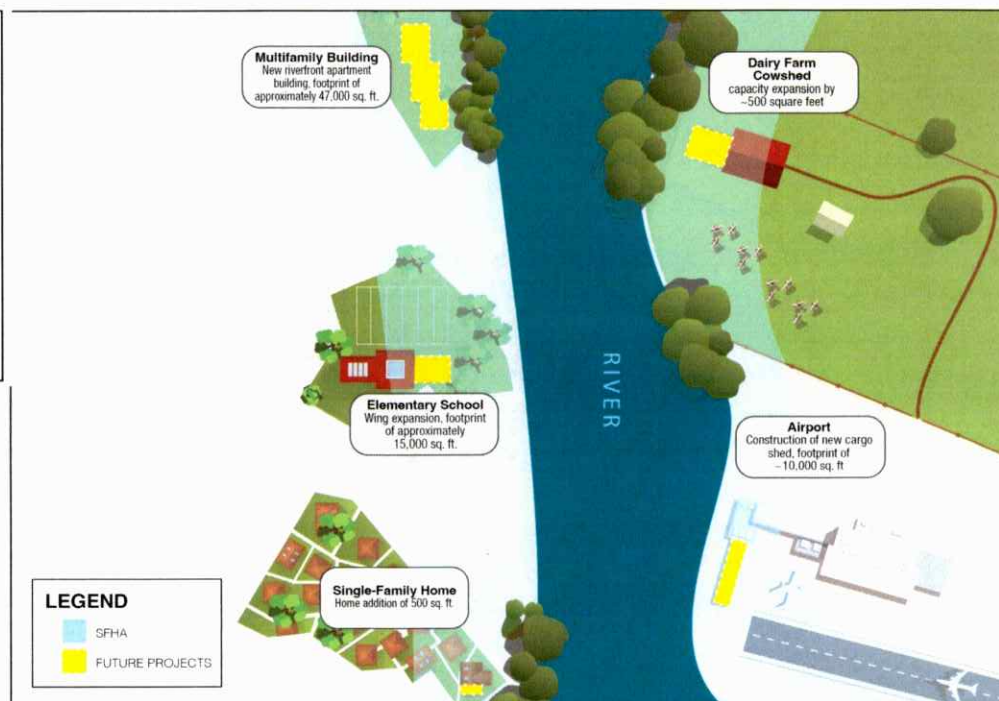 Multifamily Building
New riverfront apartment
building, footprint of
approximately 47,000 sq. ft.
Dairy Farm
Cowshed
capacity expansion by
~500 square feet
RIVER
Elementary School
Wing expansion, footprint
of approximately
15,000 sq. ft.
Airport
Construction of new cargo
shed, footprint of
~10,000 sq. ft
Single-Family Home
Home addition of 500 sq. ft.
LEGEND
SFHA
FUTURE PROJECTS